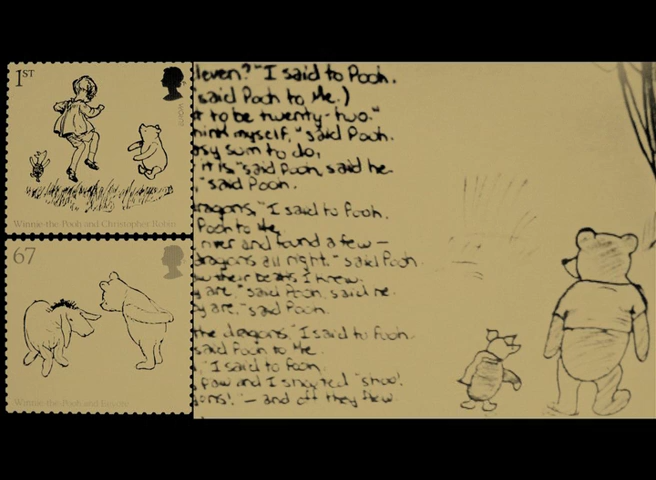 1ST
Winnie the Pooh and Christopher Robin
67
Winnie the Pooh and Eeyore
leven?" I said to Pooh.
said Pooh to Me.)
t to be twenty-two."
hink myself," said Pooh.
asy sum to do,
it is," said Pooh, said he.
" said Pooh.
ragons," I said to Pooh.
Pooh to Me.
river and found a few —
dragons all right," said Pooh.
w their beaks I knew.
y are," said Pooh, said he.
y are," said Pooh.
the dragons," I said to Pooh.
said Pooh to Me.
" I said to Pooh.
paw and I shouted "shoo!
ons!" — and off they flew.